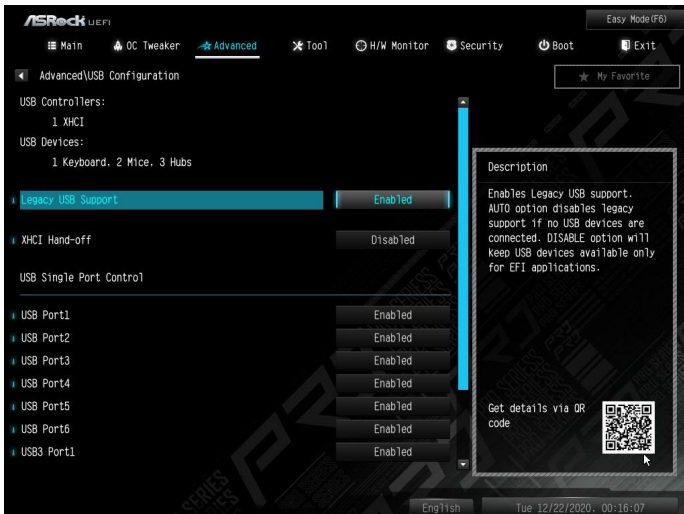 ASRock UEFI
Easy Mode(F6)
Main OC Tweaker Advanced Tool H/W Monitor Security Boot Exit
Advanced\USB Configuration
My Favorite
USB Controllers:
1 XHCI
USB Devices:
1 Keyboard, 2 Mice, 3 Hubs
Legacy USB Support Enabled
XHCI Hand-off Disabled
USB Single Port Control
USB Port1 Enabled
USB Port2 Enabled
USB Port3 Enabled
USB Port4 Enabled
USB Port5 Enabled
USB Port6 Enabled
USB3 Port1 Enabled
Description
Enables Legacy USB support.
AUTO option disables legacy
support if no USB devices are
connected. DISABLE option will
keep USB devices available only
for EFI applications.
Get details via QR
code
English
Tue 12/22/2020, 00:16:07